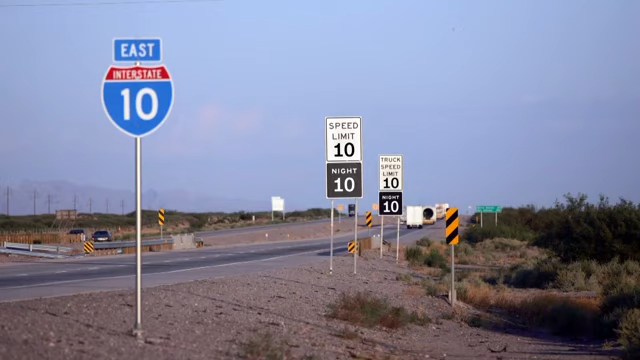 EAST
INTERSTATE
10
SPEED
LIMIT
10
NIGHT
10
TRUCK
SPEED
LIMIT
10
NIGHT
10